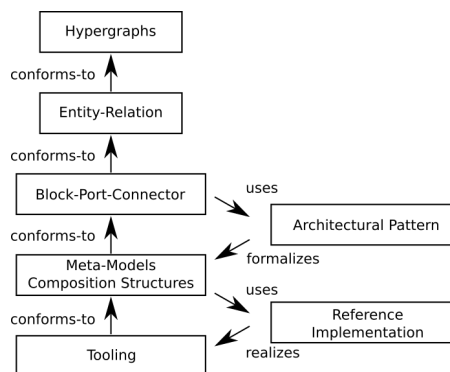 Hypergraphs
conforms-to
Entity-Relation
conforms-to
Block-Port-Connector
uses
Architectural Pattern
conforms-to
formalizes
Meta-Models
Composition Structures
uses
Reference
Implementation
conforms-to
realizes
Tooling